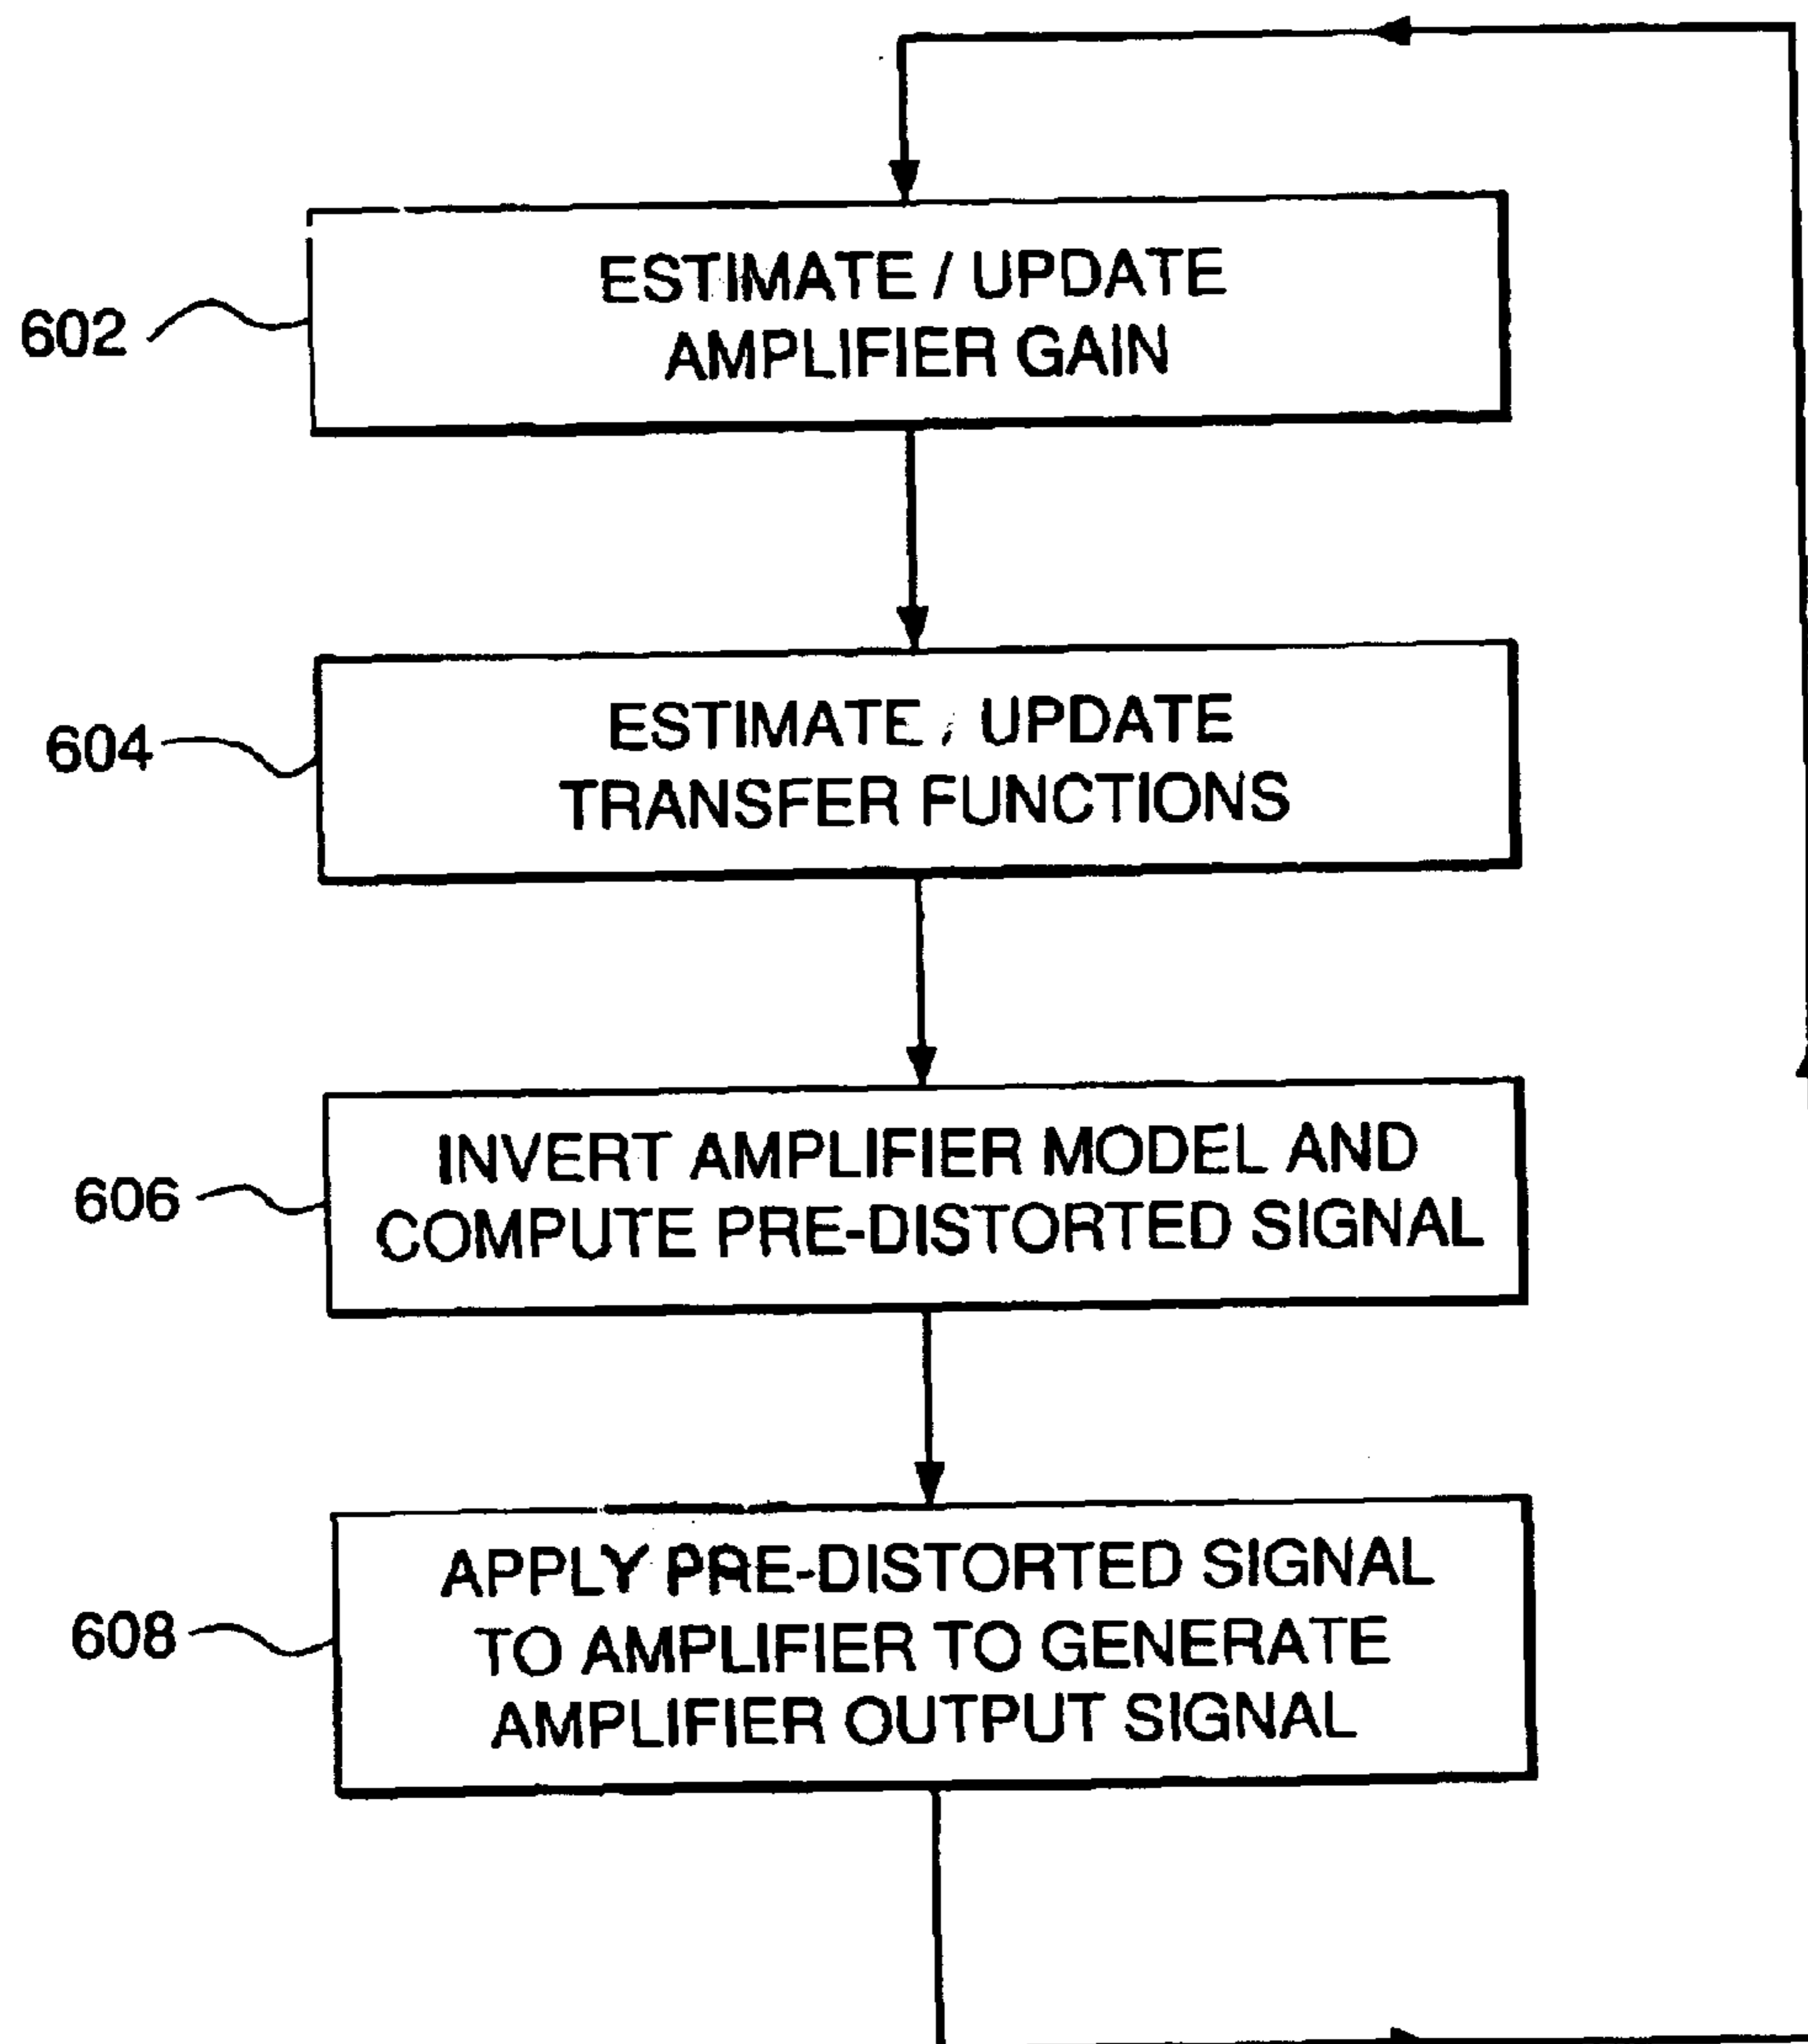 602
ESTIMATE / UPDATE
AMPLIFIER GAIN
604
ESTIMATE / UPDATE
TRANSFER FUNCTIONS
606
INVERT AMPLIFIER MODEL AND
COMPUTE PRE-DISTORTED SIGNAL
608
APPLY PRE-DISTORTED SIGNAL
TO AMPLIFIER TO GENERATE
AMPLIFIER OUTPUT SIGNAL